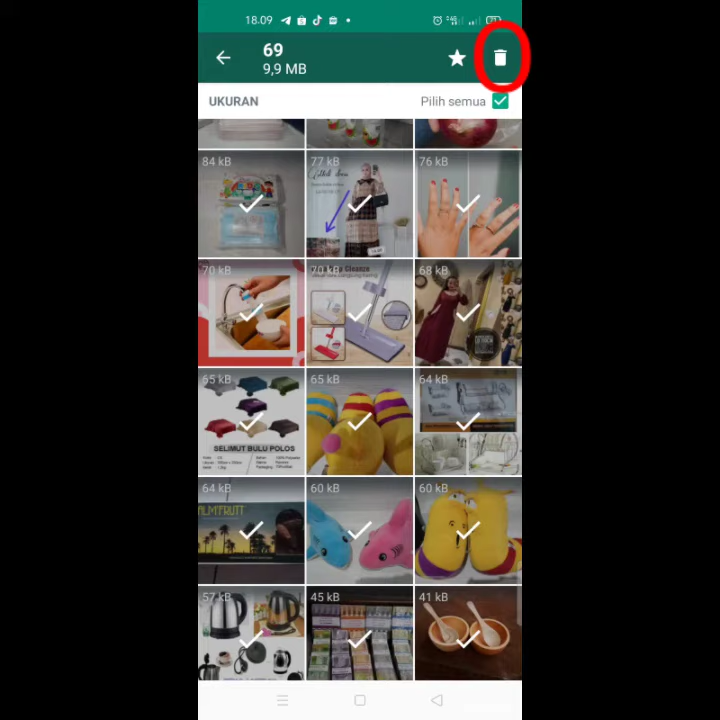 18.09
69
9,9 MB
UKURAN
Pilih semua
84 kB
77 kB
76 kB
70 kB
70 kB
68 kB
65 kB
65 kB
64 kB
SELIMUT BULU POLOS
64 kB
60 kB
60 kB
57 kB
45 kB
41 kB